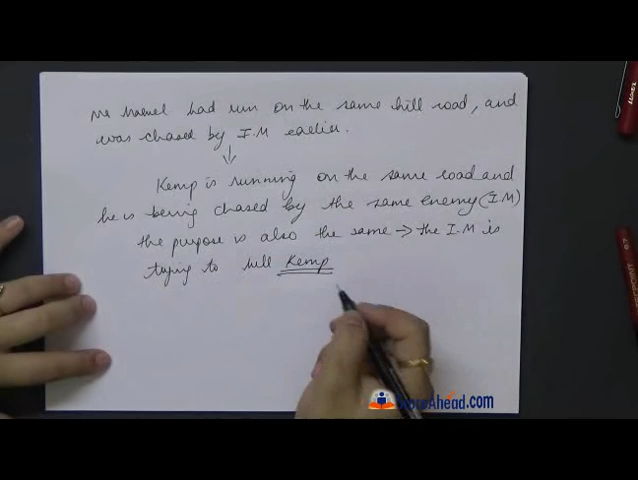 Mr Marvel had run on the same hill road, and
was chased by I.M earlier.
↓
Kemp is running on the same road and
he is being chased by the same enemy (I.M)
the purpose is also the same → the I.M is
trying to kill Kemp
ScoreAhead.com